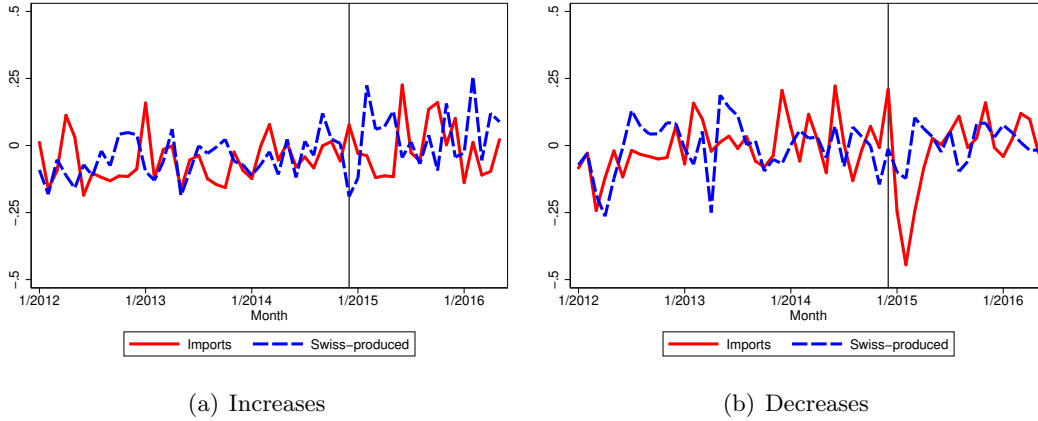 .5
.25
0
−.25
−.5
1/2012 1/2013 1/2014 1/2015 1/2016
Month
Imports Swiss−produced
(a) Increases
.5
.25
0
−.25
−.5
1/2012 1/2013 1/2014 1/2015 1/2016
Month
Imports Swiss−produced
(b) Decreases